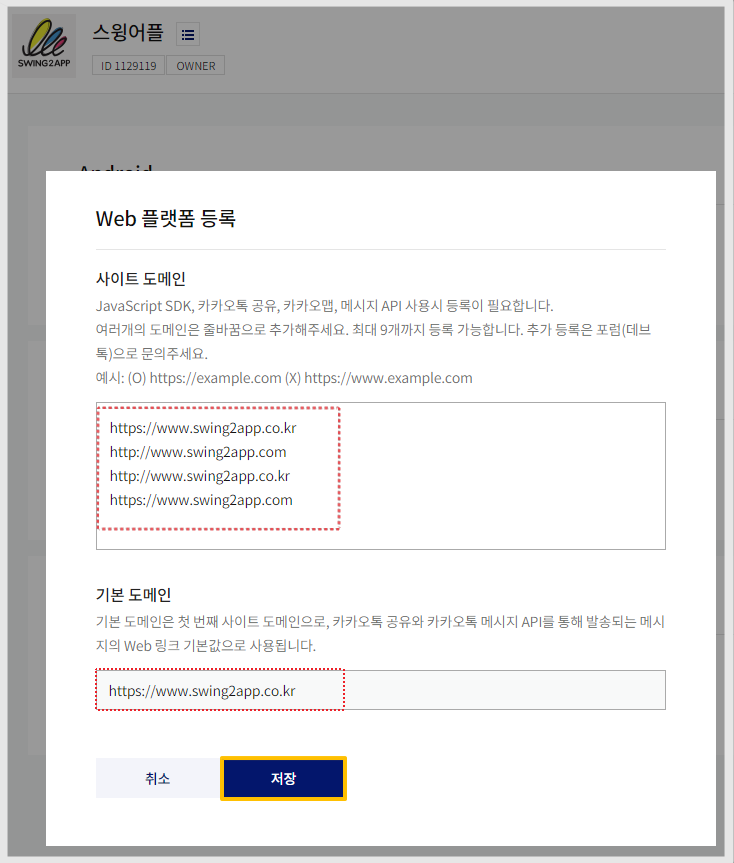 스윙어플
SWING2APP
ID 1129119 OWNER
Android
Web 플랫폼 등록
사이트 도메인
JavaScript SDK, 카카오톡 공유, 카카오맵, 메시지 API 사용시 등록이 필요합니다.
여러개의 도메인은 줄바꿈으로 추가해주세요. 최대 9개까지 등록 가능합니다. 추가 등록은 포럼(데브
톡)으로 문의주세요.
예시: (O) https://example.com (X) https://www.example.com
https://www.swing2app.co.kr
http://www.swing2app.com
http://www.swing2app.co.kr
https://www.swing2app.com
기본 도메인
기본 도메인은 첫 번째 사이트 도메인으로, 카카오톡 공유와 카카오톡 메시지 API를 통해 발송되는 메시
지의 Web 링크 기본값으로 사용됩니다.
https://www.swing2app.co.kr
취소 저장